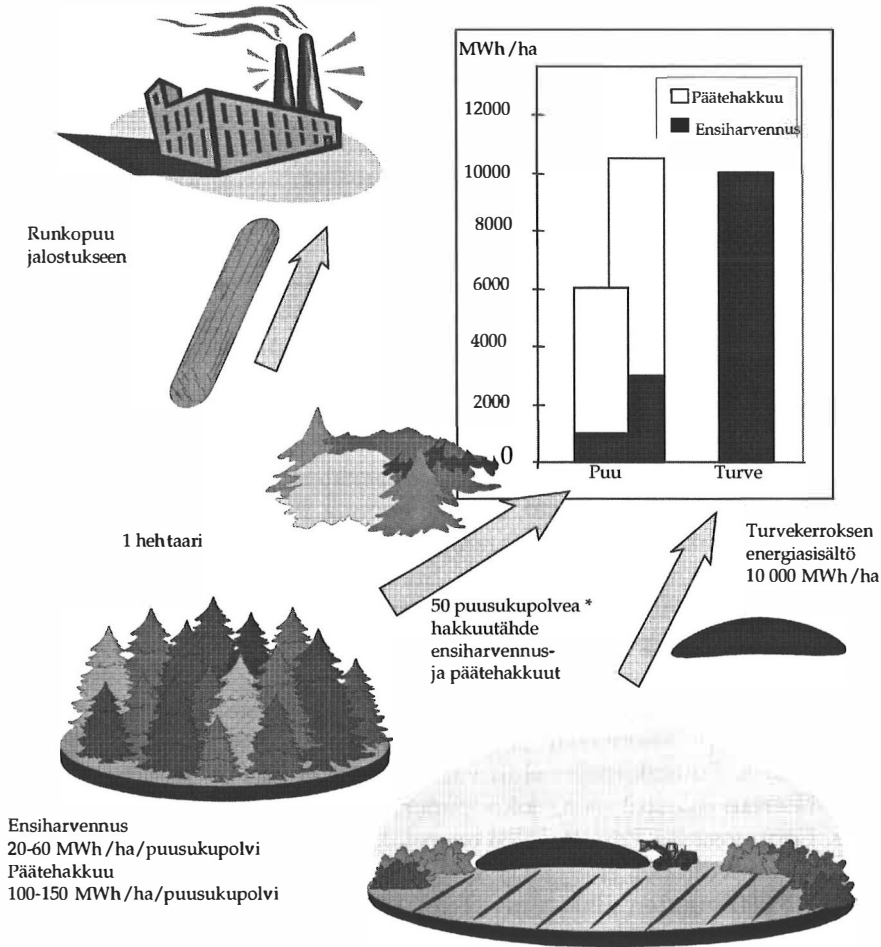 MWh/ha
Päätehakkuu
Ensiharvennus
12000
10000
8000
6000
4000
2000
0
Puu Turve
Runkopuu
jalostukseen
1 hehtaari
50 puusukupolvea *
hakkuutähde
ensiharvennus-
ja päätehakkuut
Turvekerroksen
energiasisältö
10 000 MWh/ha
Ensiharvennus
20-60 MWh/ha/puusukupolvi
Päätehakkuu
100-150 MWh/ha/puusukupolvi